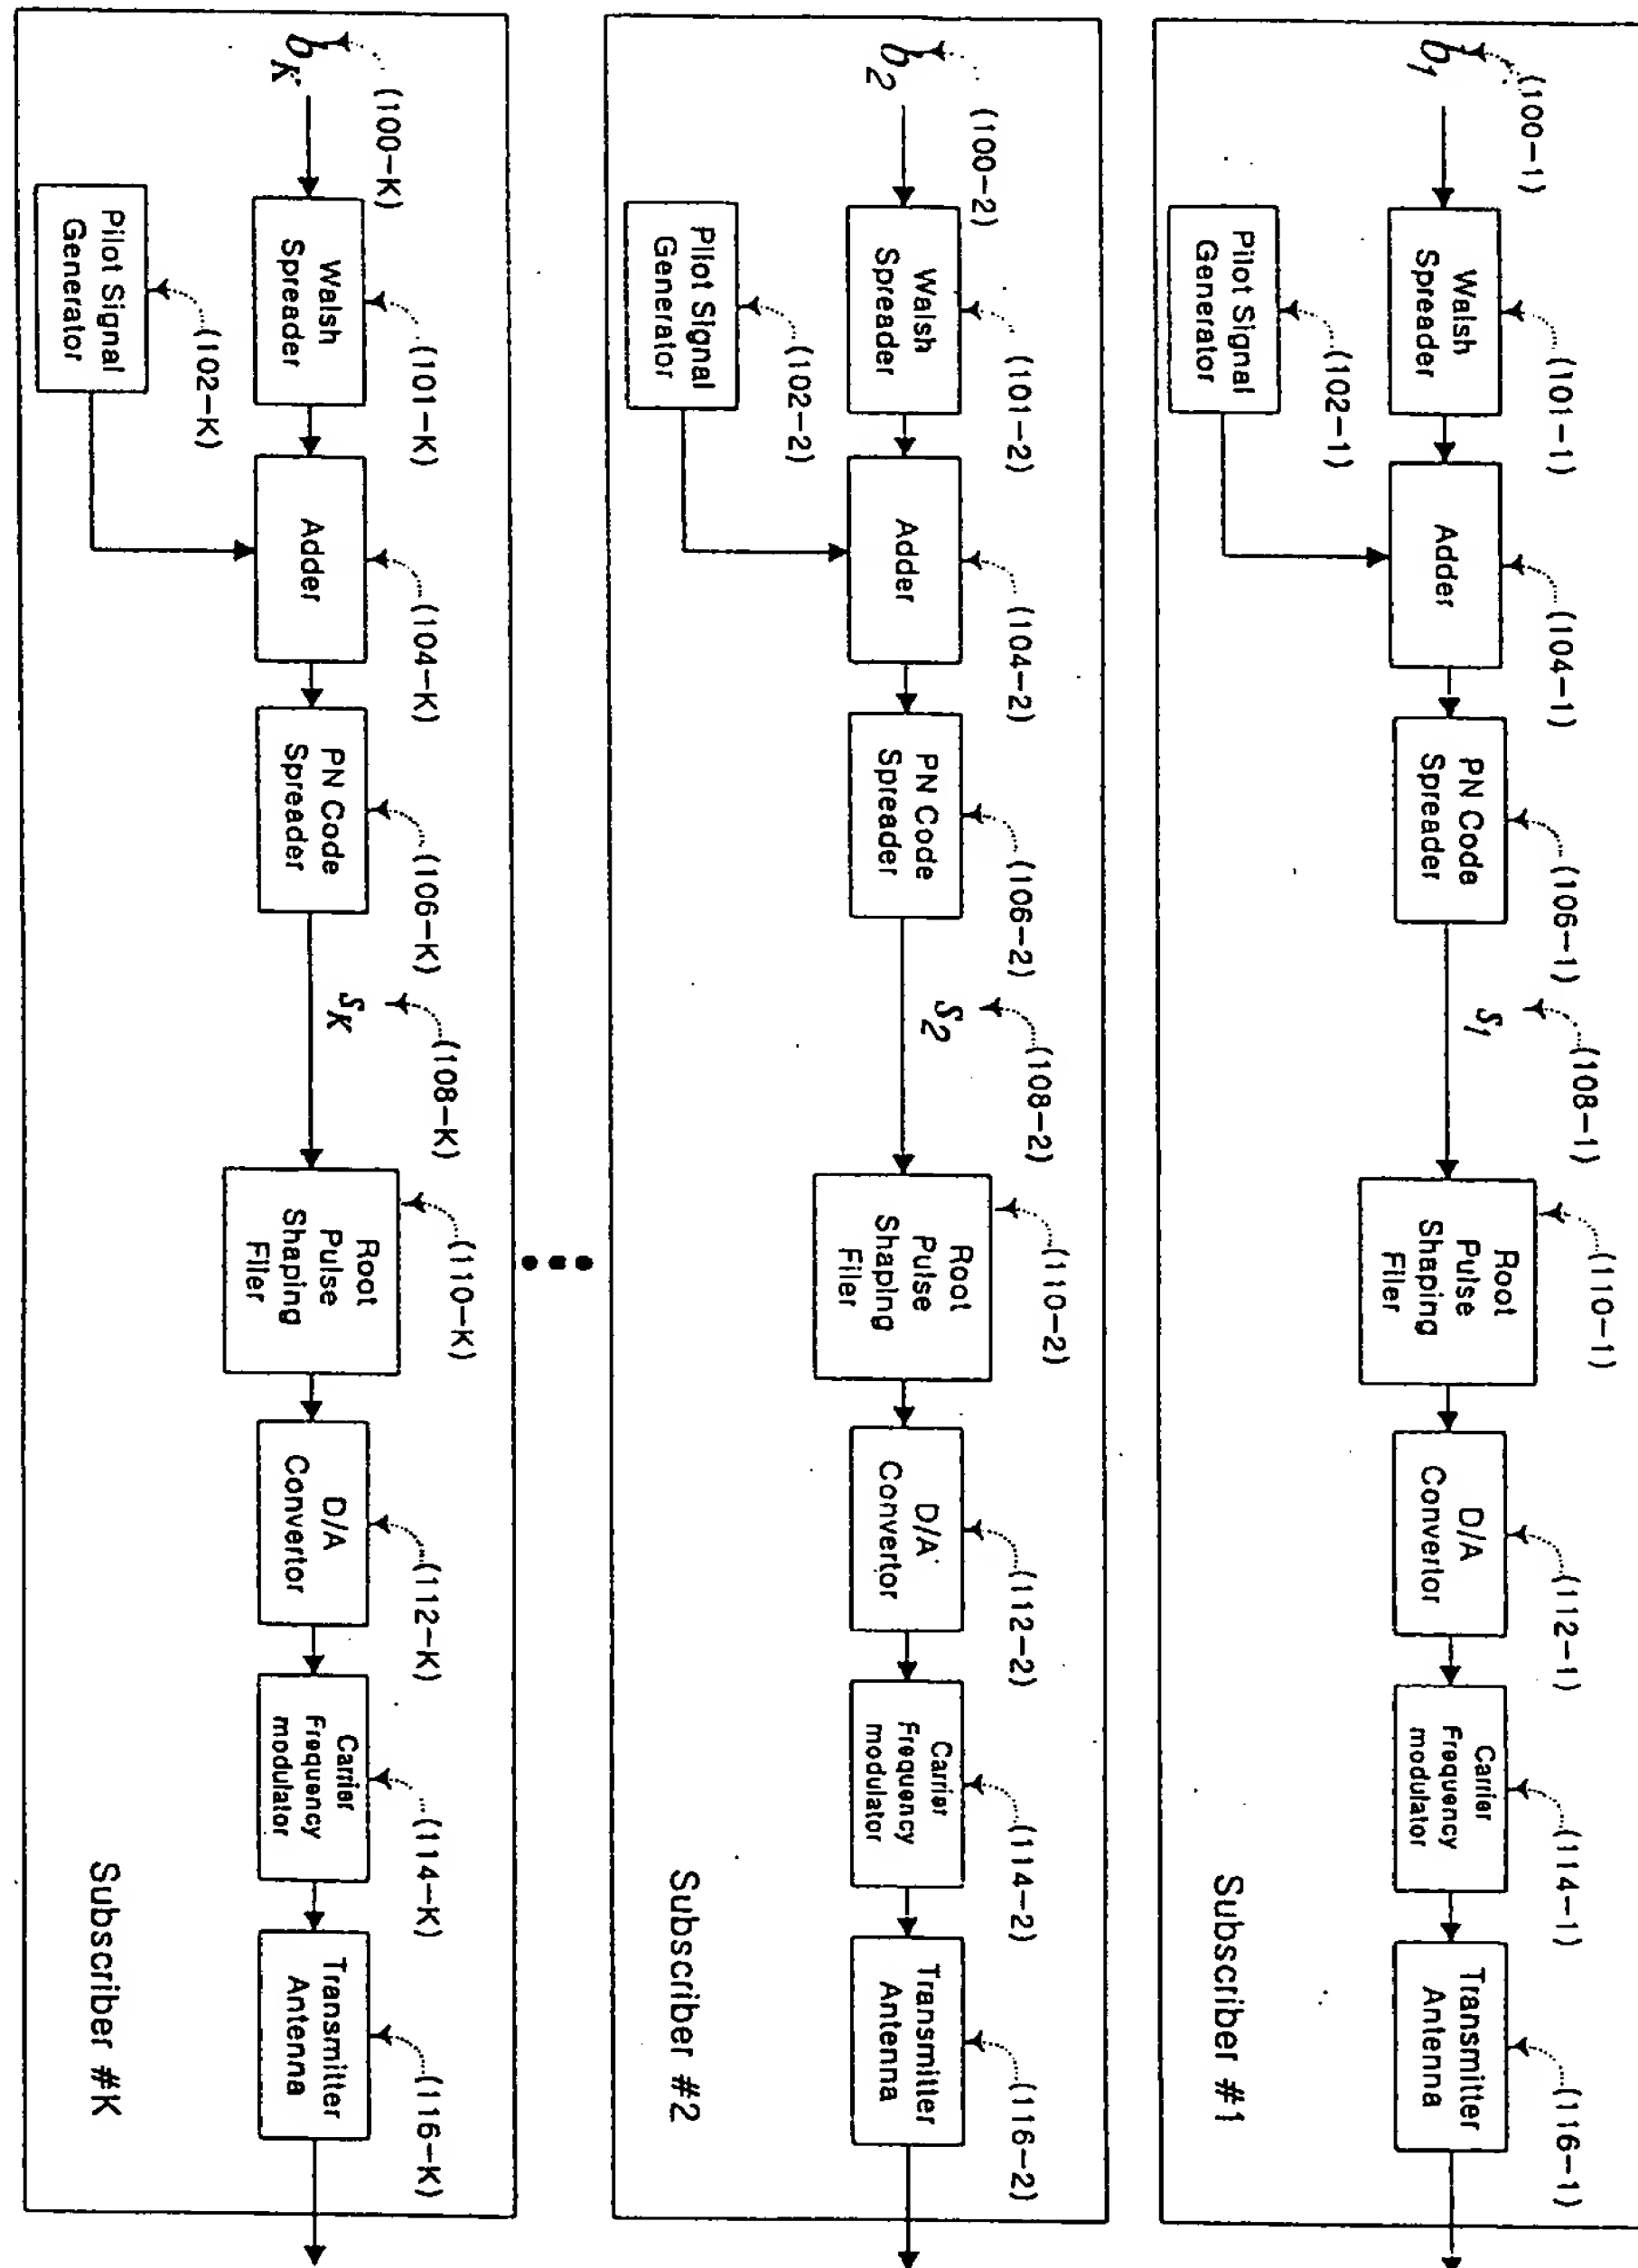 (100-1)
b1
Walsh
Spreader
(101-1)
Pilot Signal
Generator
(102-1)
Adder
(104-1)
PN Code
Spreader
(106-1)
S1
(108-1)
Root
Pulse
Shaping
Filer
(110-1)
D/A
Convertor
(112-1)
Carrier
Frequency
modulator
(114-1)
Transmitter
Antenna
(116-1)
Subscriber #1
(100-2)
b2
Walsh
Spreader
(101-2)
Pilot Signal
Generator
(102-2)
Adder
(104-2)
PN Code
Spreader
(106-2)
S2
(108-2)
Root
Pulse
Shaping
Filer
(110-2)
D/A
Convertor
(112-2)
Carrier
Frequency
modulator
(114-2)
Transmitter
Antenna
(116-2)
Subscriber #2
(100-K)
bK
Walsh
Spreader
(101-K)
Pilot Signal
Generator
(102-K)
Adder
(104-K)
PN Code
Spreader
(106-K)
SK
(108-K)
Root
Pulse
Shaping
Filer
(110-K)
D/A
Convertor
(112-K)
Carrier
Frequency
modulator
(114-K)
Transmitter
Antenna
(116-K)
Subscriber #K